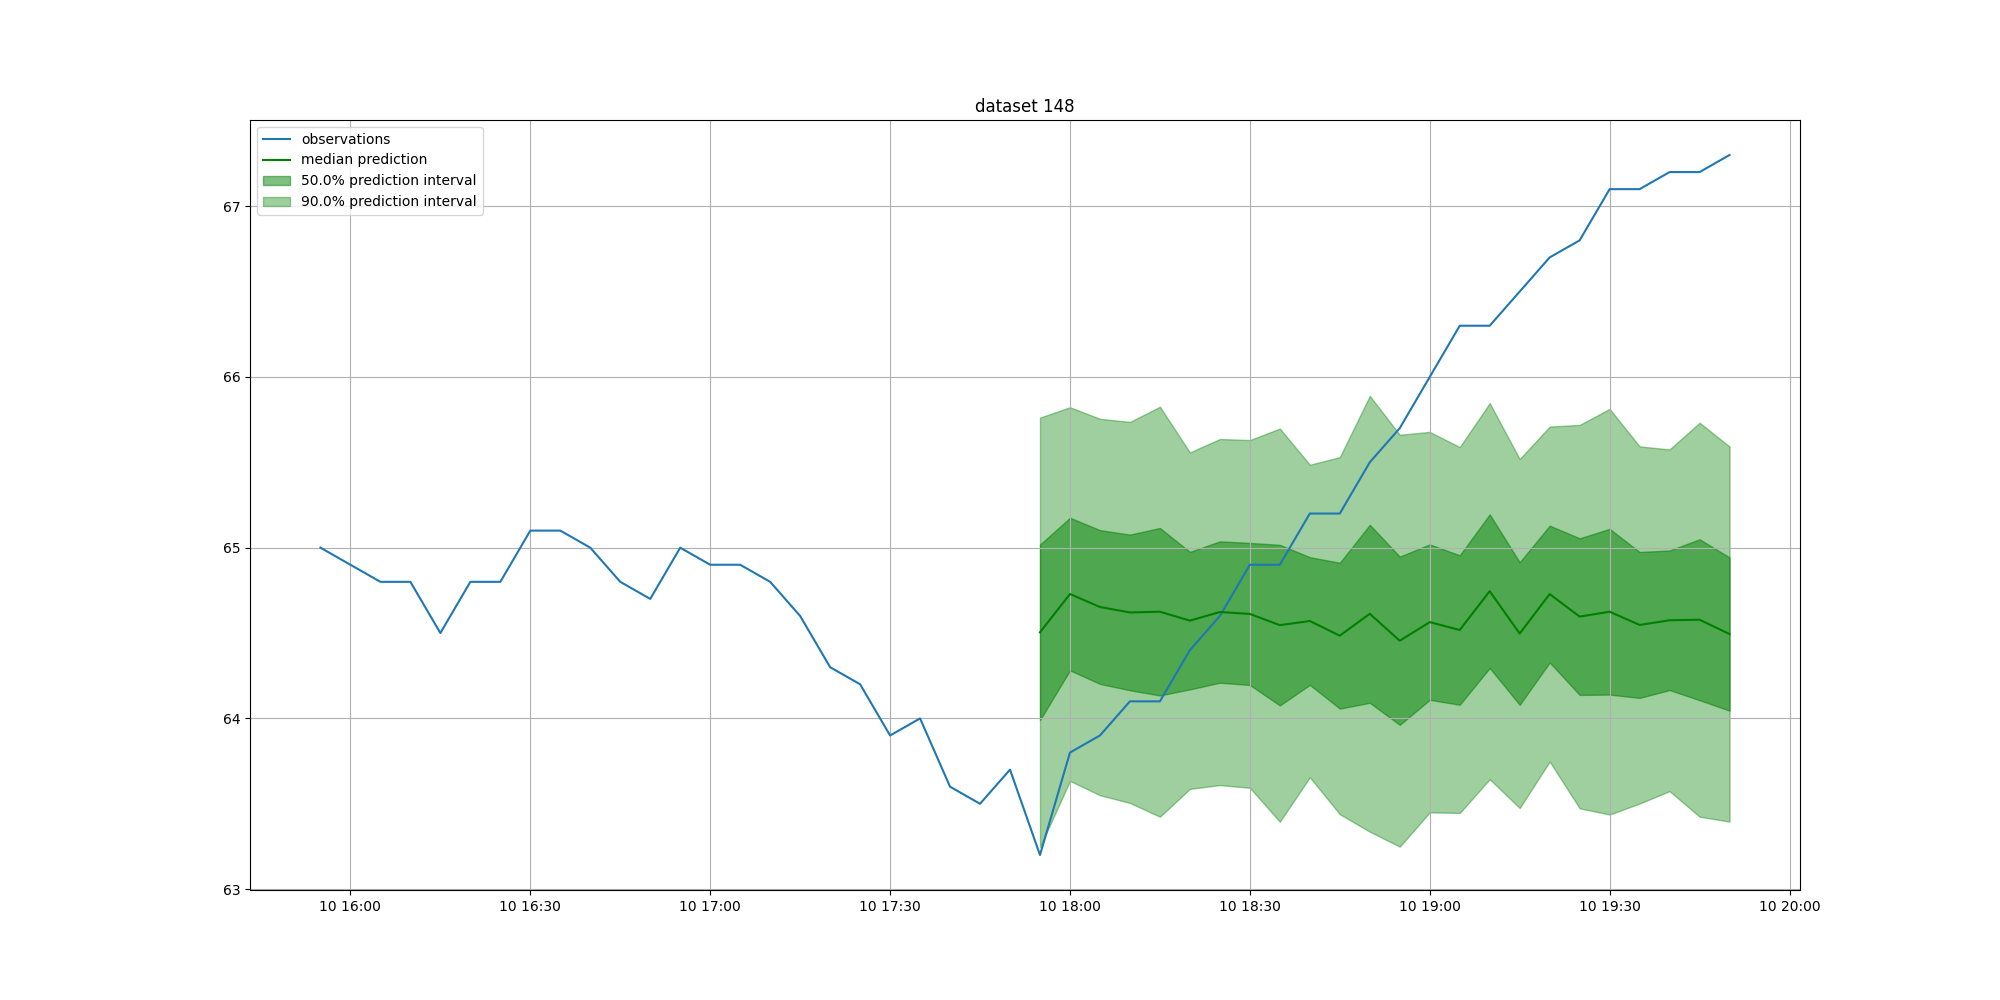 dataset 148
observations
median prediction
50.0% prediction interval
90.0% prediction interval
67
66
65
64
63
10 16:00 10 16:30 10 17:00 10 17:30 10 18:00 10 18:30 10 19:00 10 19:30 10 20:00